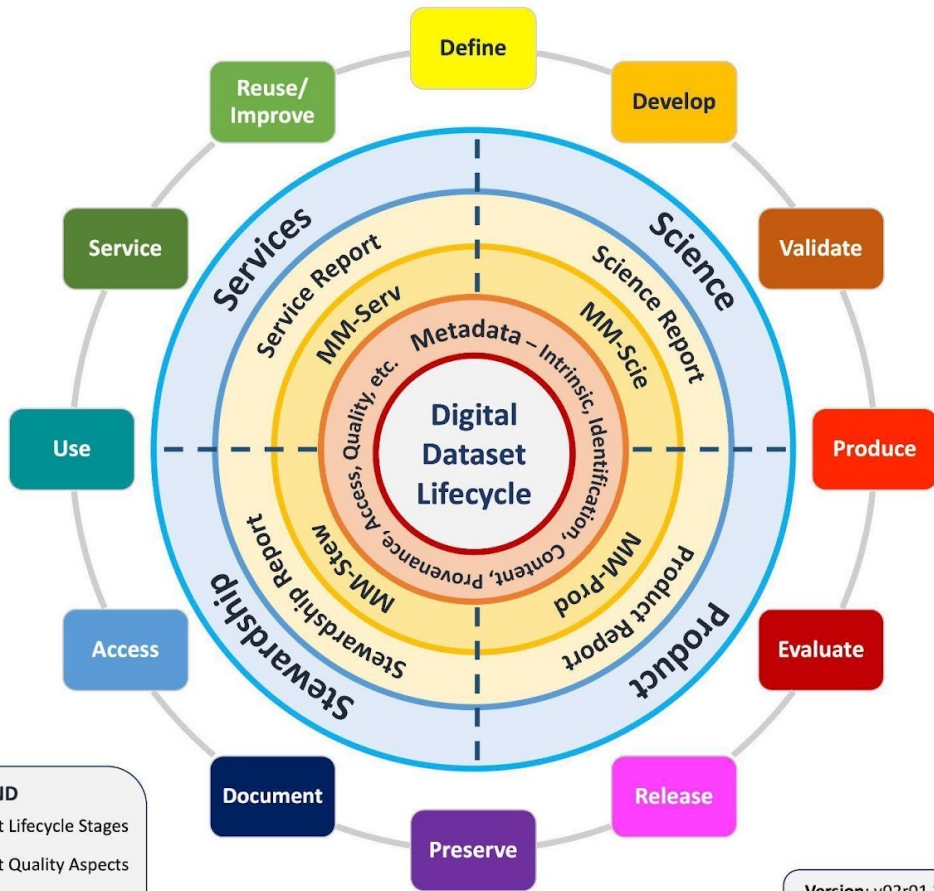 Define
Develop
Validate
Produce
Evaluate
Release
Preserve
Document
Access
Use
Service
Reuse/
Improve
Services
Science
Product
Stewardship
Service Report
Science Report
Product Report
Stewardship Report
MM-Serv
MM-Scie
MM-Prod
MM-Stew
Metadata – Intrinsic, Identification, Content, Provenance, Access, Quality, etc.
Digital
Dataset
Lifecycle
Lifecycle Stages
Quality Aspects